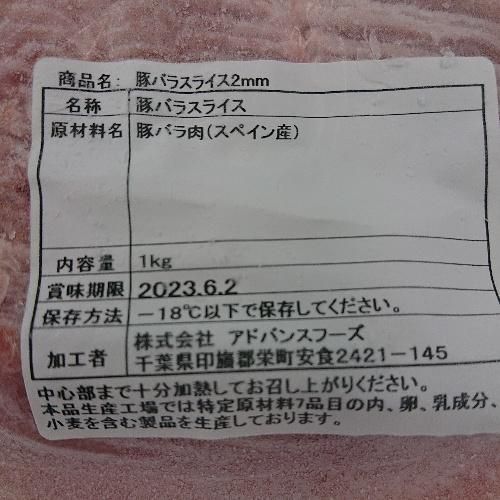 商品名: 豚バラスライス2mm
名称 豚バラスライス
原材料名 豚バラ肉(スペイン産)
内容量 1kg
賞味期限 2023.6.2
保存方法 -18℃以下で保存してください。
加工者 株式会社 アドバンスフーズ
千葉県印旛郡栄町安食2421-145
中心部まで十分加熱してお召し上がりください。
本品生産工場では特定原材料7品目の内、卵、乳成分、
小麦を含む製品を生産しております。